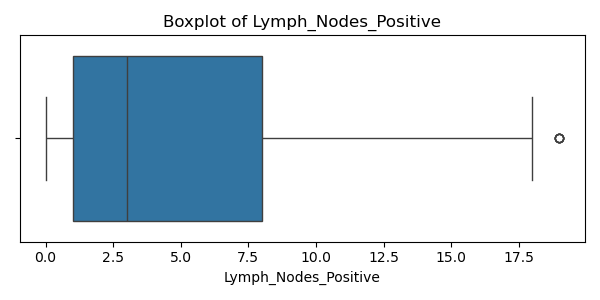 Boxplot of Lymph_Nodes_Positive
0.0 2.5 5.0 7.5 10.0 12.5 15.0 17.5
Lymph_Nodes_Positive